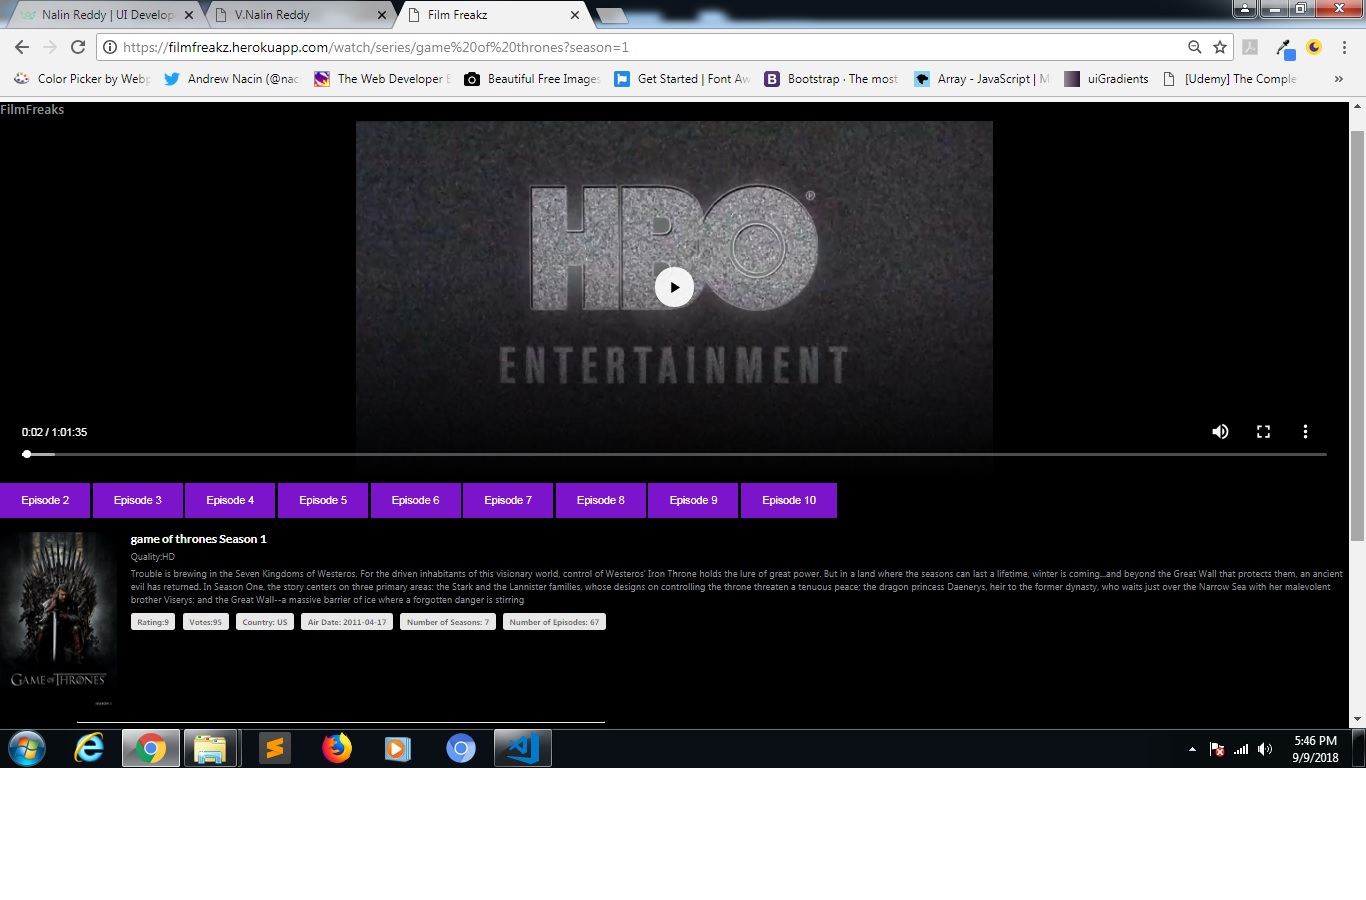 Nalin Reddy | UI Develop
V.Nalin Reddy
Film Freakz
https://filmfreakz.herokuapp.com/watch/series/game%20of%20thrones?season=1
Color Picker by Webp
Andrew Nacin (@nac
The Web Developer B
Beautiful Free Images
Get Started | Font Aw
Bootstrap · The most
Array - JavaScript | M
uiGradients
[Udemy] The Comple
»
FilmFreaks
HBO®
ENTERTAINMENT
0:02 / 1:01:35
Episode 2
Episode 3
Episode 4
Episode 5
Episode 6
Episode 7
Episode 8
Episode 9
Episode 10
game of thrones Season 1
Quality:HD
Trouble is brewing in the Seven Kingdoms of Westeros. For the driven inhabitants of this visionary world, control of Westeros' Iron Throne holds the lure of great power. But in a land where the seasons can last a lifetime, winter is coming...and beyond the Great Wall that protects them, an ancient
evil has returned. In Season One, the story centers on three primary areas: the Stark and the Lannister families, whose designs on controlling the throne threaten a tenuous peace; the dragon princess Daenerys, heir to the former dynasty, who waits just over the Narrow Sea with her malevolent
brother Viserys; and the Great Wall--a massive barrier of ice where a forgotten danger is stirring
Rating:9
Votes:95
Country: US
Air Date: 2011-04-17
Number of Seasons: 7
Number of Episodes: 67
GAME OF THRONES
5:46 PM
9/9/2018